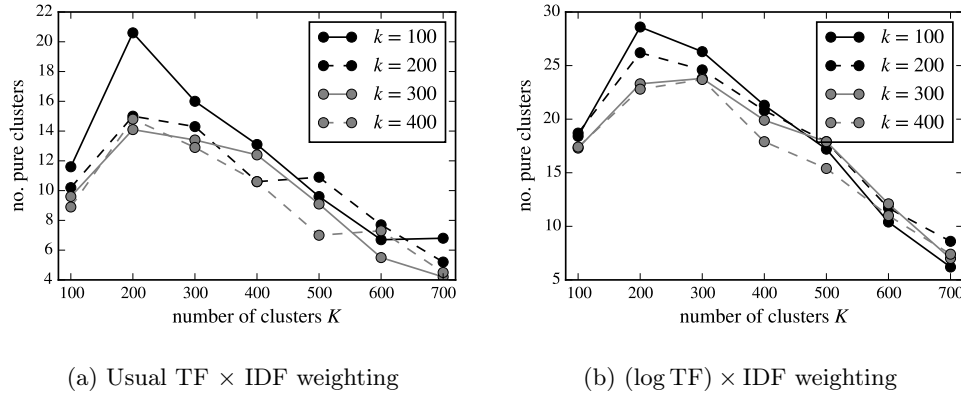 22
20
18
16
14
12
10
8
6
4
no. pure clusters
k = 100
k = 200
k = 300
k = 400
100 200 300 400 500 600 700
number of clusters K
(a) Usual TF × IDF weighting
30
25
20
15
10
5
no. pure clusters
k = 100
k = 200
k = 300
k = 400
100 200 300 400 500 600 700
number of clusters K
(b) (log TF) × IDF weighting